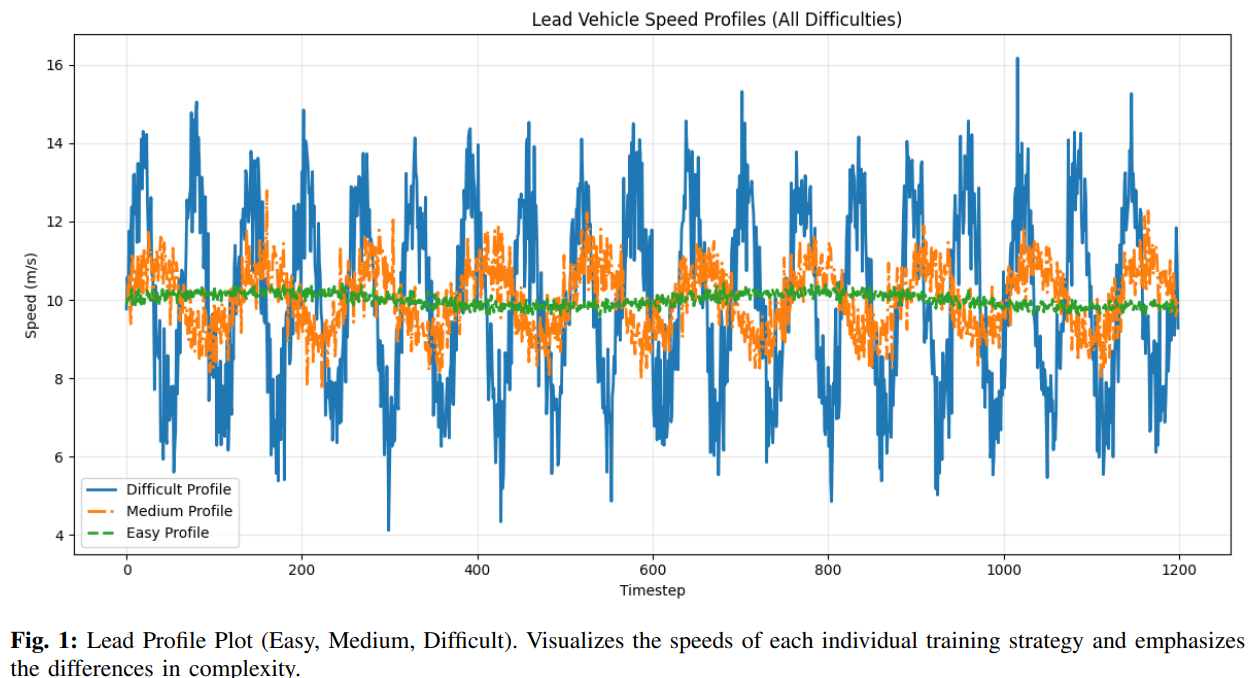 Lead Vehicle Speed Profiles (All Difficulties)
16
14
12
10
8
6
4
Speed (m/s)
Difficult Profile
Medium Profile
Easy Profile
0
200
400
600
800
1000
1200
Timestep
Fig. 1: Lead Profile Plot (Easy, Medium, Difficult). Visualizes the speeds of each individual training strategy and emphasizes
the differences in complexity.